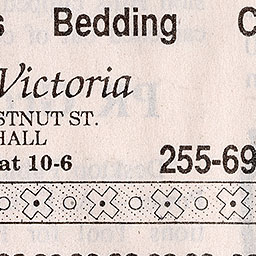 s Bedding C
Victoria
STNUT ST.
HALL
at 10-6
255-69